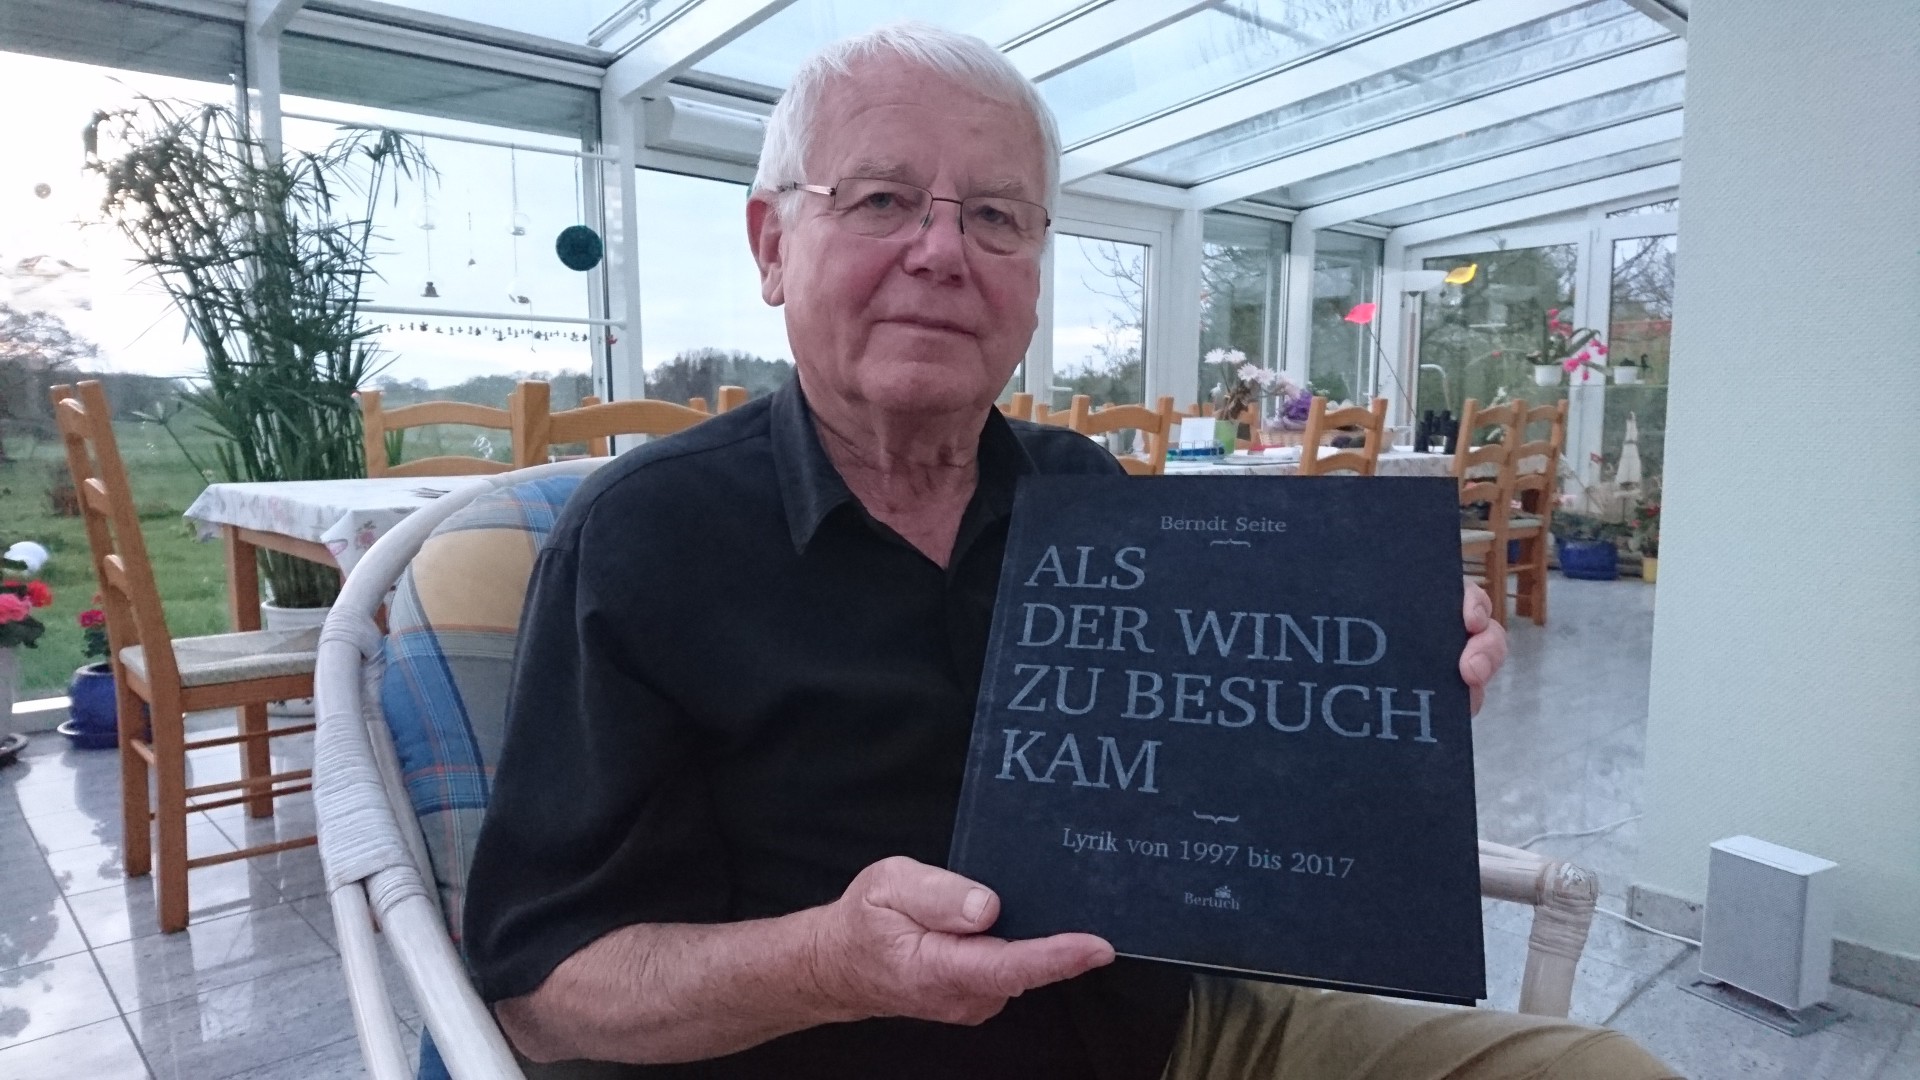 Berndt Seite
ALS
DER WIND
ZU BESUCH
KAM
Lyrik von 1997 bis 2017
Bertuch